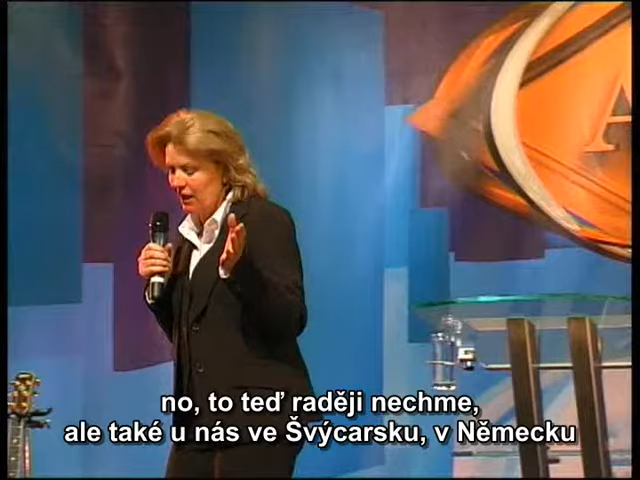 A
no, to teď raději nechme,
ale také u nás ve Švýcarsku, v Německu